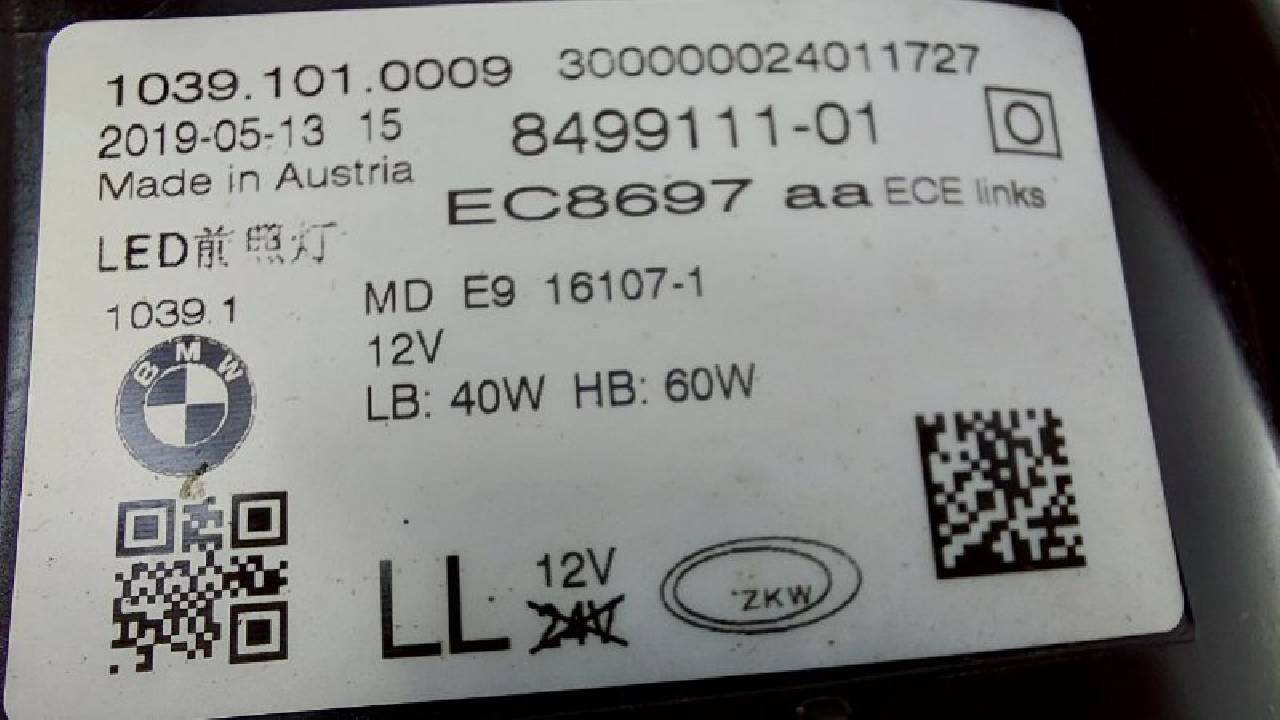 1039.101.0009 3000000024011727
2019-05-13 15 8499111-01 O
Made in Austria
EC8697 aa ECE links
LED前照灯
1039.1
MD E9 16107-1
12V
LB: 40W HB: 60W
BMW
LL 12V
24V
ZKW